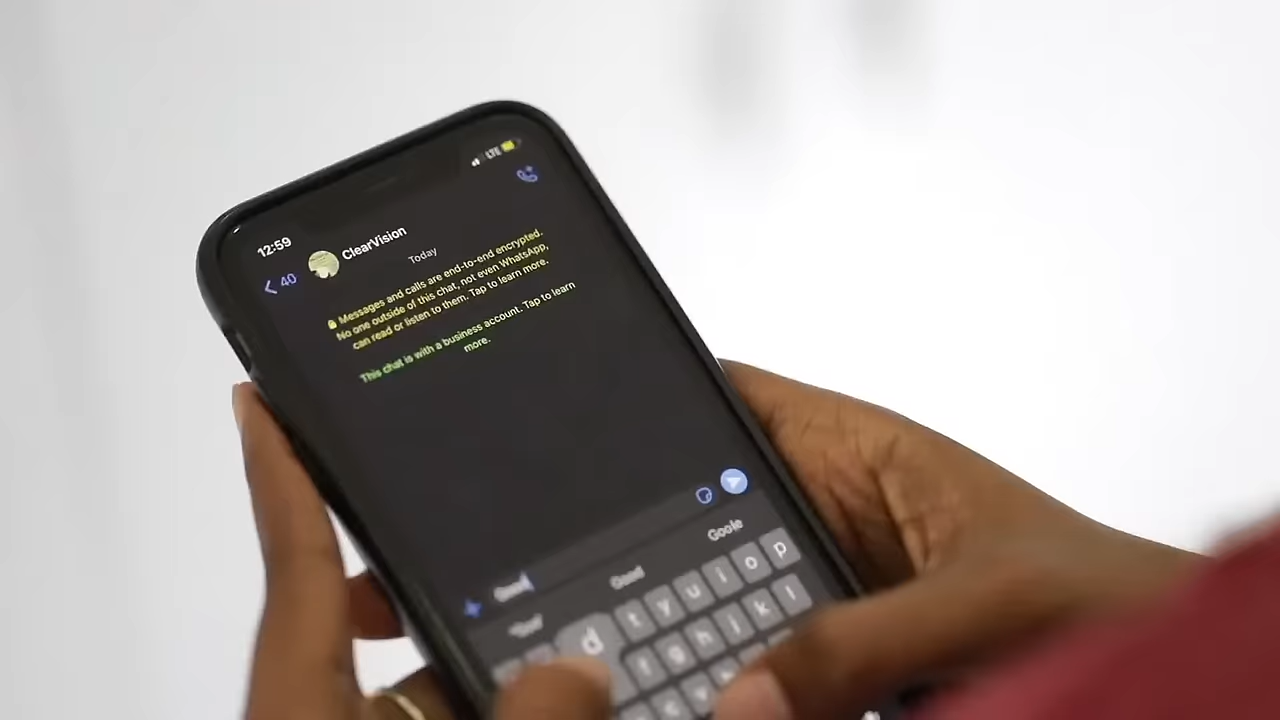 12:59
LTE
40
ClearVision
Today
Messages and calls are end-to-end encrypted.
No one outside of this chat, not even WhatsApp,
can read or listen to them. Tap to learn more.
This chat is with a business account. Tap to learn
more.
Good
Goole
d
t y u i o p
f g h j k l